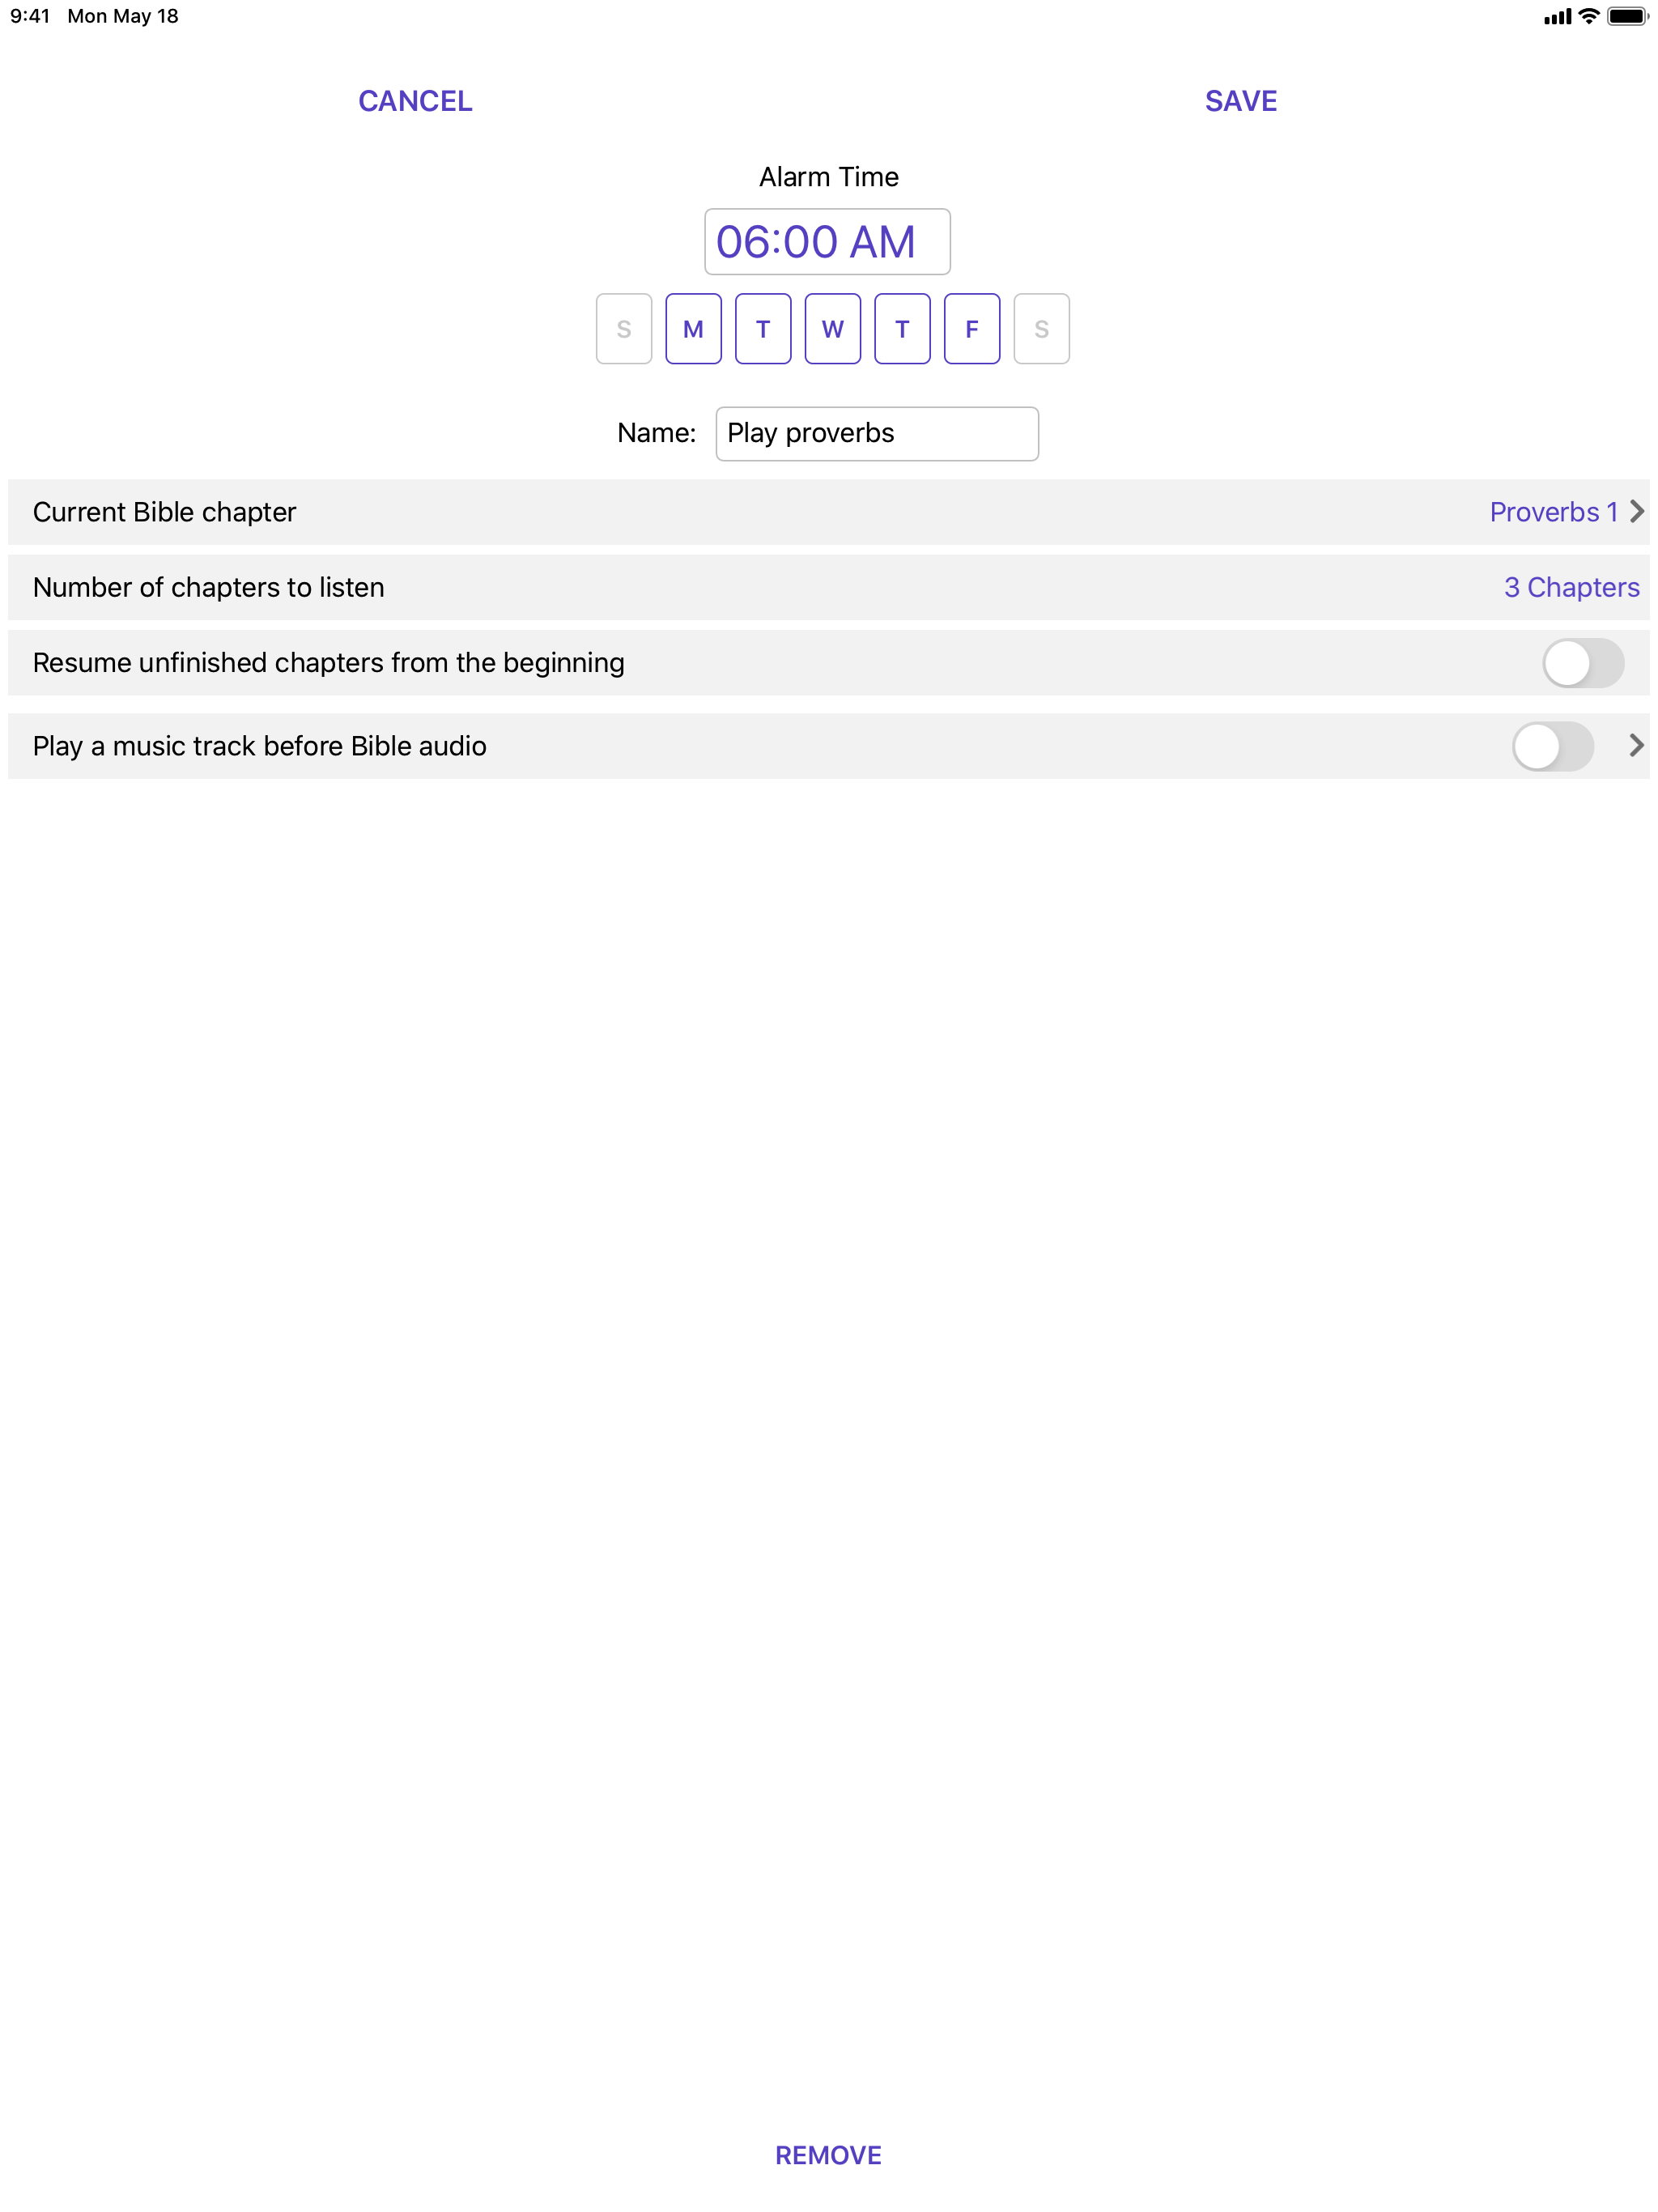 9:41 Mon May 18
CANCEL SAVE
Alarm Time
06:00 AM
S M T W T F S
Name: Play proverbs
Current Bible chapter Proverbs 1
Number of chapters to listen 3 Chapters
Resume unfinished chapters from the beginning
Play a music track before Bible audio
REMOVE